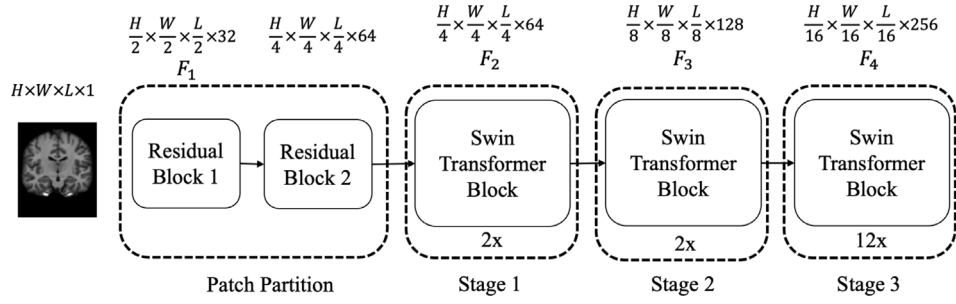 H×W×L×1
H/2×W/2×L/2×32
F₁
H/4×W/4×L/4×64
Residual
Block 1
Residual
Block 2
Patch Partition
H/4×W/4×L/4×64
F₂
Swin
Transformer
Block
2x
Stage 1
H/8×W/8×L/8×128
F₃
Swin
Transformer
Block
2x
Stage 2
H/16×W/16×L/16×256
F₄
Swin
Transformer
Block
12x
Stage 3